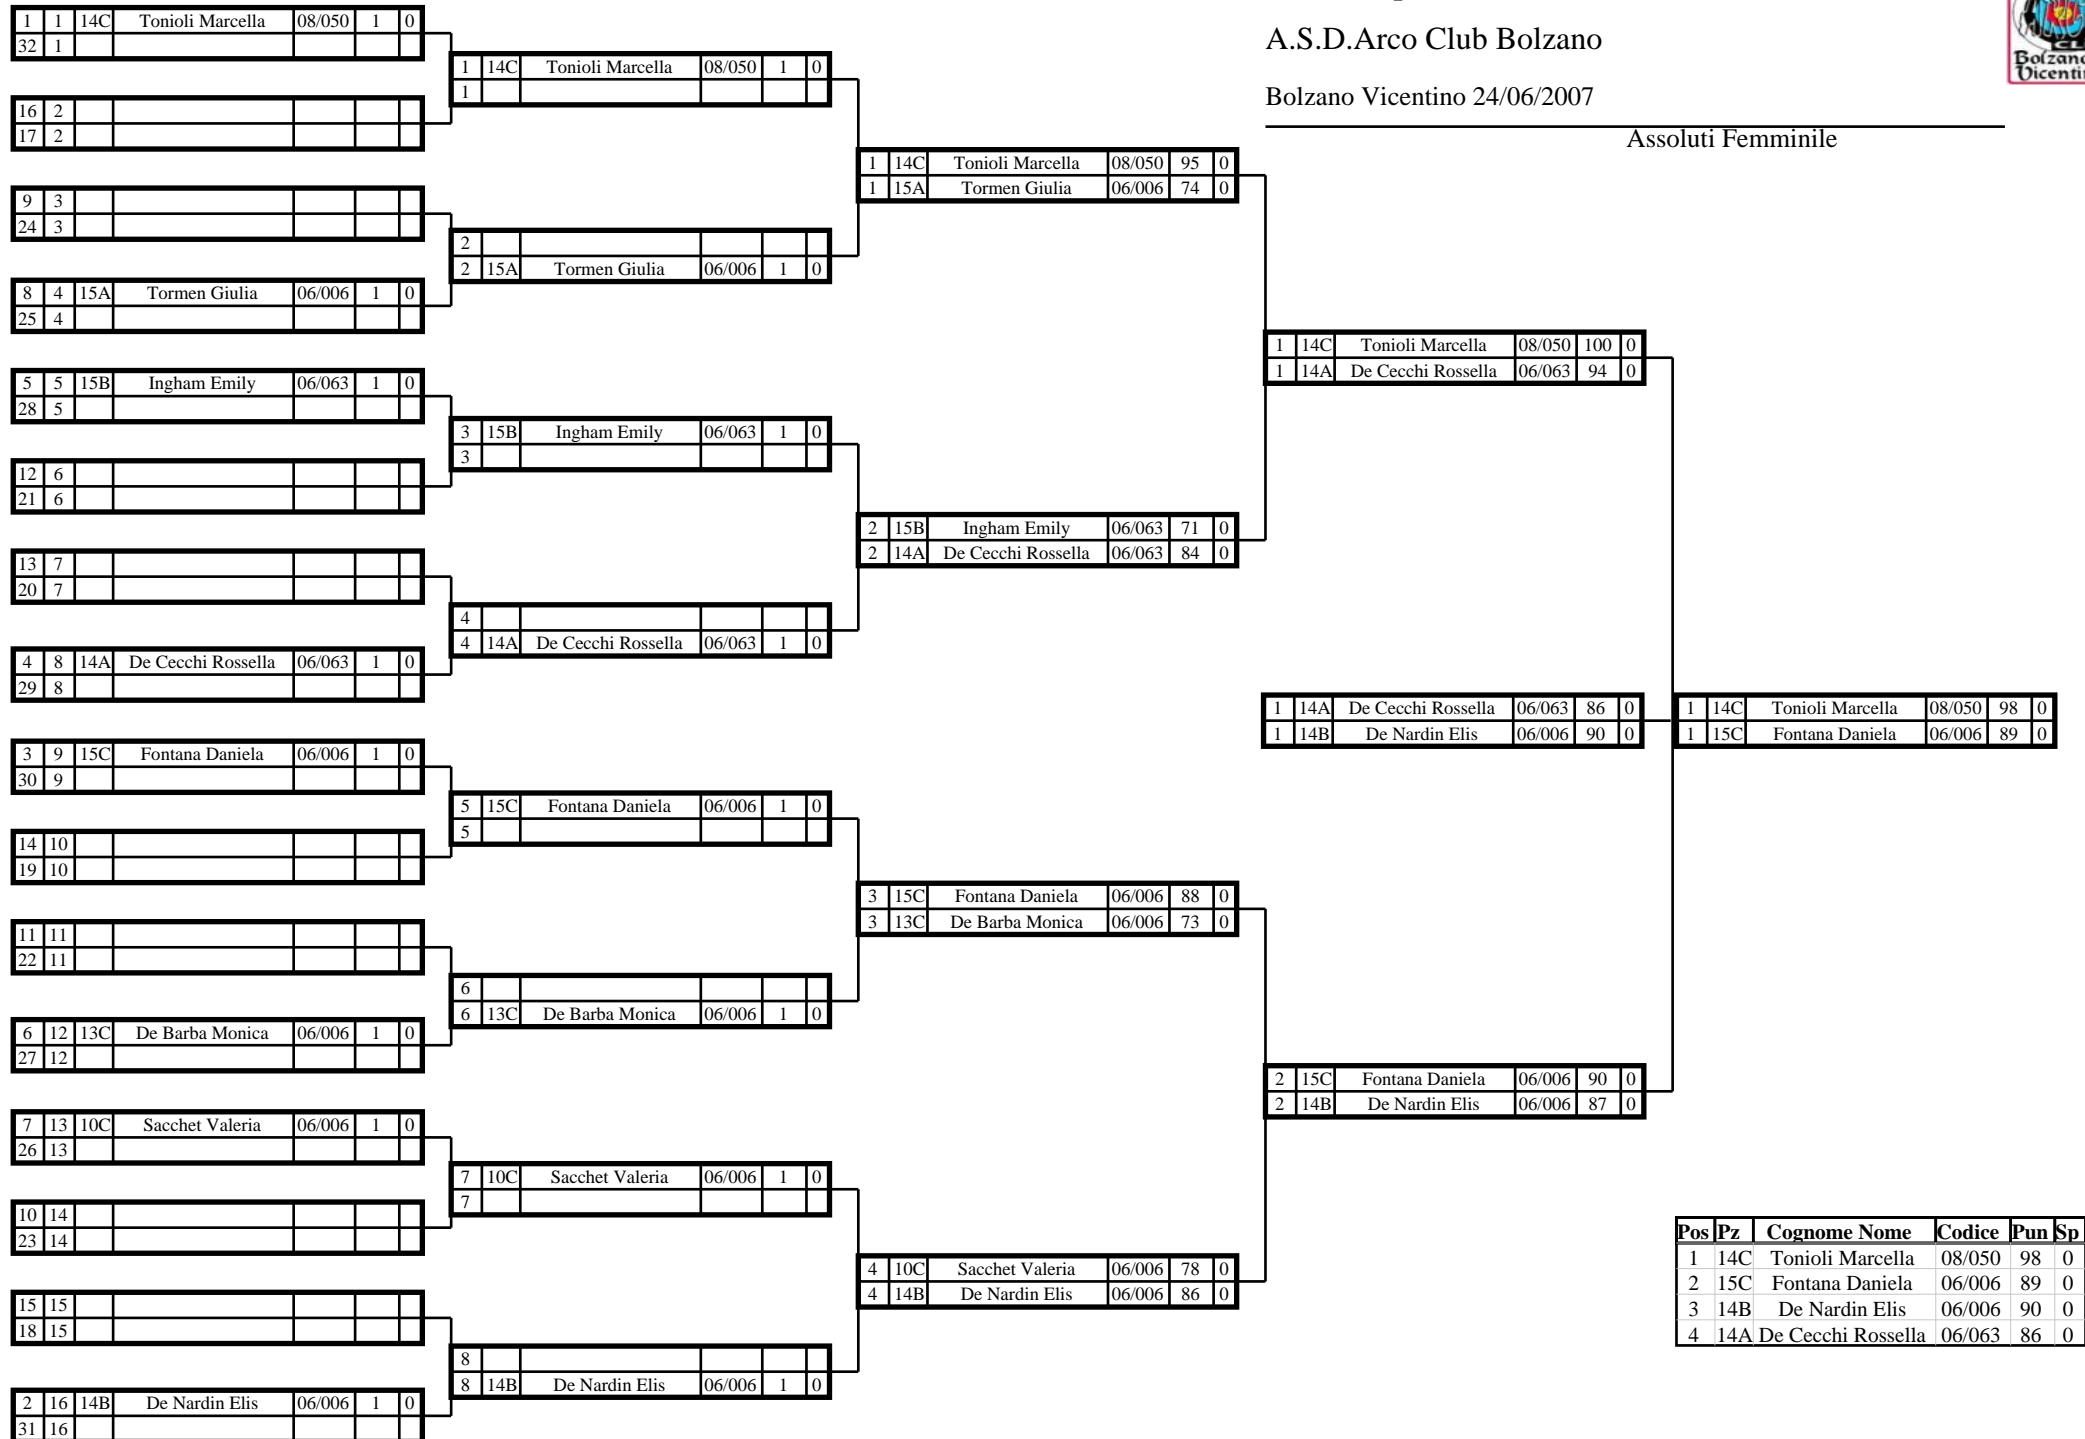 A.S.D.Arco Club Bolzano
Bolzano Vicentino 24/06/2007
Assoluti Femminile
1 1 14C Tonioli Marcella 08/050 1 0
32 1
16 2
17 2
9 3
24 3
8 4 15A Tormen Giulia 06/006 1 0
25 4
5 5 15B Ingham Emily 06/063 1 0
28 5
12 6
21 6
13 7
20 7
4 8 14A De Cecchi Rossella 06/063 1 0
29 8
3 9 15C Fontana Daniela 06/006 1 0
30 9
14 10
19 10
11 11
22 11
6 12 13C De Barba Monica 06/006 1 0
27 12
7 13 10C Sacchet Valeria 06/006 1 0
26 13
10 14
23 14
15 15
18 15
2 16 14B De Nardin Elis 06/006 1 0
31 16
1 14C Tonioli Marcella 08/050 1 0
1
2
2 15A Tormen Giulia 06/006 1 0
3 15B Ingham Emily 06/063 1 0
3
4
4 14A De Cecchi Rossella 06/063 1 0
5 15C Fontana Daniela 06/006 1 0
5
6
6 13C De Barba Monica 06/006 1 0
7 10C Sacchet Valeria 06/006 1 0
7
8
8 14B De Nardin Elis 06/006 1 0
1 14C Tonioli Marcella 08/050 95 0
1 15A Tormen Giulia 06/006 74 0
2 15B Ingham Emily 06/063 71 0
2 14A De Cecchi Rossella 06/063 84 0
3 15C Fontana Daniela 06/006 88 0
3 13C De Barba Monica 06/006 73 0
4 10C Sacchet Valeria 06/006 78 0
4 14B De Nardin Elis 06/006 86 0
1 14C Tonioli Marcella 08/050 100 0
1 14A De Cecchi Rossella 06/063 94 0
1 14A De Cecchi Rossella 06/063 86 0
1 14B De Nardin Elis 06/006 90 0
2 15C Fontana Daniela 06/006 90 0
2 14B De Nardin Elis 06/006 87 0
1 14C Tonioli Marcella 08/050 98 0
1 15C Fontana Daniela 06/006 89 0
Pos Pz Cognome Nome Codice Pun Sp
1 14C Tonioli Marcella 08/050 98 0
2 15C Fontana Daniela 06/006 89 0
3 14B De Nardin Elis 06/006 90 0
4 14A De Cecchi Rossella 06/063 86 0